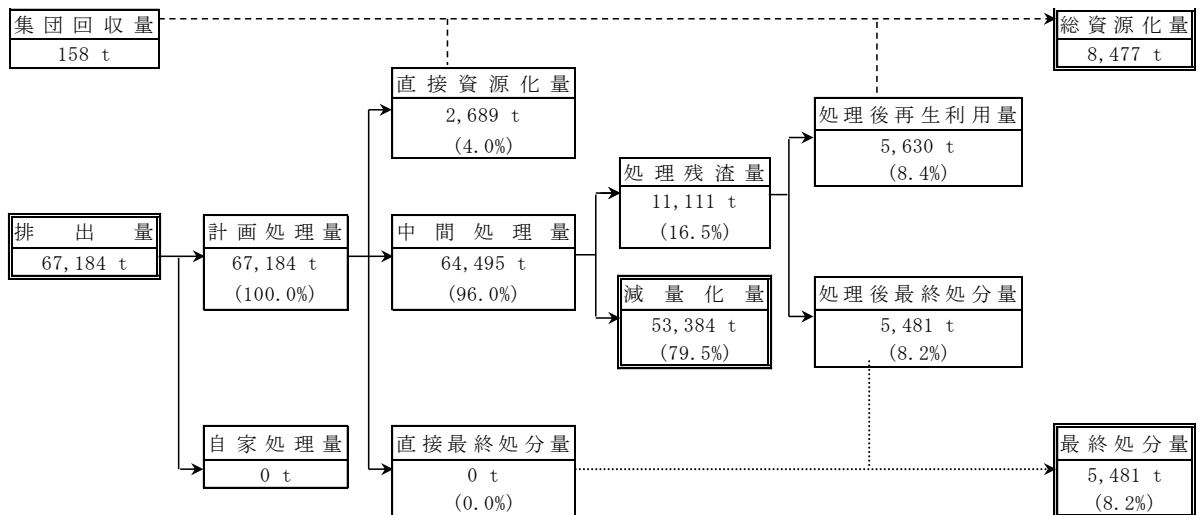 集団回収量
158 t
総資源化量
8,477 t
直接資源化量
2,689 t
(4.0%)
処理後再生利用量
5,630 t
(8.4%)
処理残渣量
11,111 t
(16.5%)
排出量
67,184 t
計画処理量
67,184 t
(100.0%)
中間処理量
64,495 t
(96.0%)
減量化量
53,384 t
(79.5%)
処理後最終処分量
5,481 t
(8.2%)
自家処理量
0 t
直接最終処分量
0 t
(0.0%)
最終処分量
5,481 t
(8.2%)